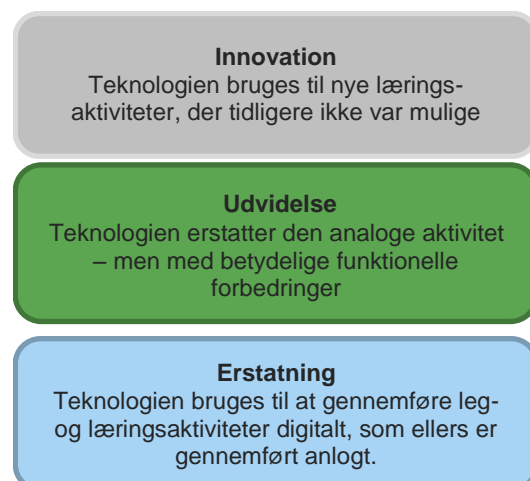 Innovation
Teknologien bruges til nye lærings-
aktiviteter, der tidligere ikke var mulige
Udvidelse
Teknologien erstatter den analoge aktivitet
– men med betydelige funktionelle
forbedringer
Erstatning
Teknologien bruges til at gennemføre leg-
og læringsaktiviteter digitalt, som ellers er
gennemført anlogt.